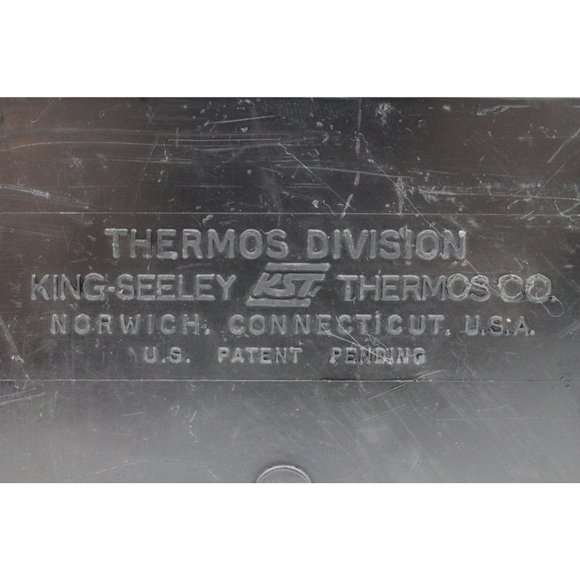 THERMOS DIVISION
KING-SEELEY KST THERMOS CO.
NORWICH, CONNECTICUT, U.S.A.
U.S. PATENT PENDING